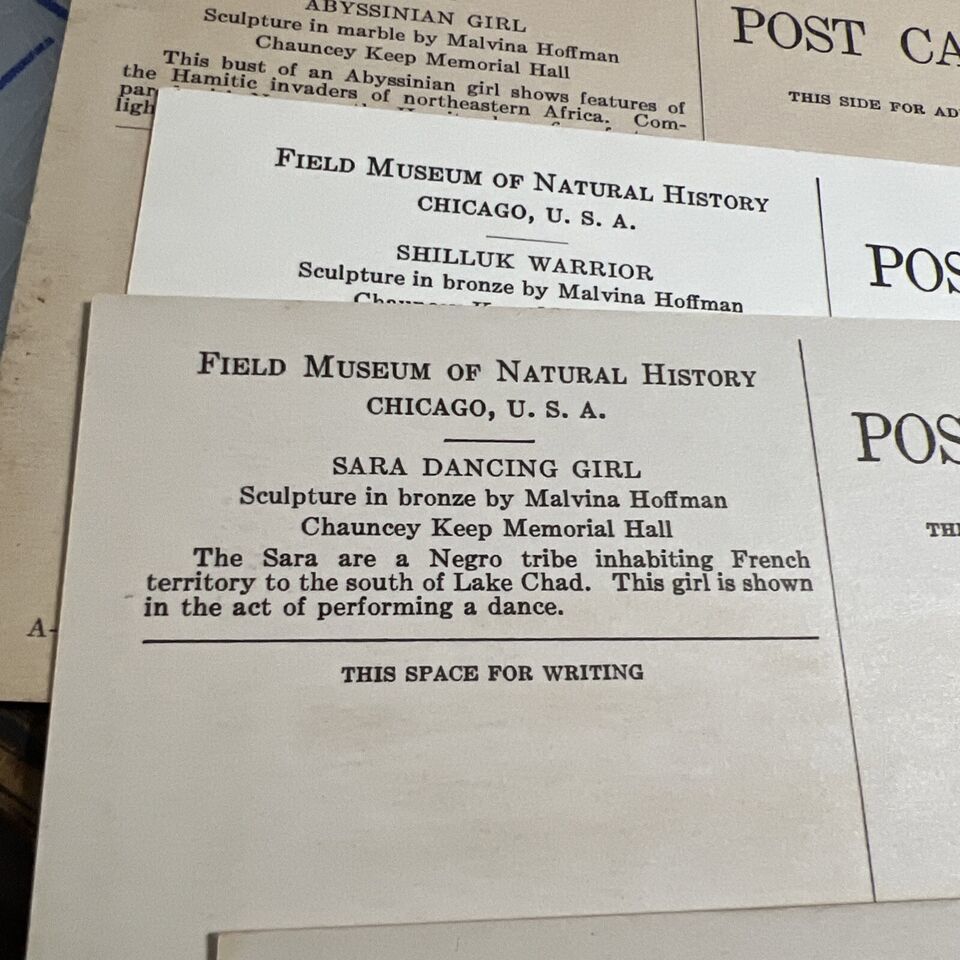 ABYSSINIAN GIRL
Sculpture in marble by Malvina Hoffman
Chauncey Keep Memorial Hall
This bust of an Abyssinian girl shows features of
the Hamitic invaders of northeastern Africa. Com-
POST CA
THIS SIDE FOR AD
FIELD MUSEUM OF NATURAL HISTORY
CHICAGO, U. S. A.
SHILLUK WARRIOR
Sculpture in bronze by Malvina Hoffman
POS
FIELD MUSEUM OF NATURAL HISTORY
CHICAGO, U. S. A.
SARA DANCING GIRL
Sculpture in bronze by Malvina Hoffman
Chauncey Keep Memorial Hall
The Sara are a Negro tribe inhabiting French
territory to the south of Lake Chad. This girl is shown
in the act of performing a dance.
THIS SPACE FOR WRITING
POS
TH
A-